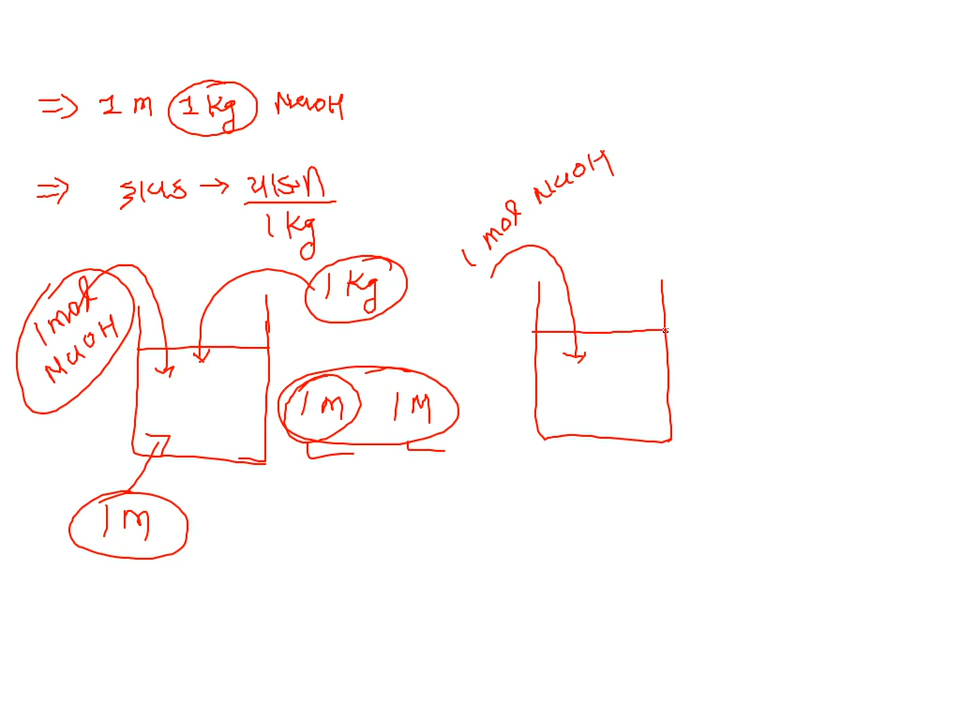 ⇒ 1 m 1 kg NaOH
⇒ દ્રાવક →
1 kg
1 mol NaOH
1 kg
1 mol
NaOH
1 m 1 M
1 m